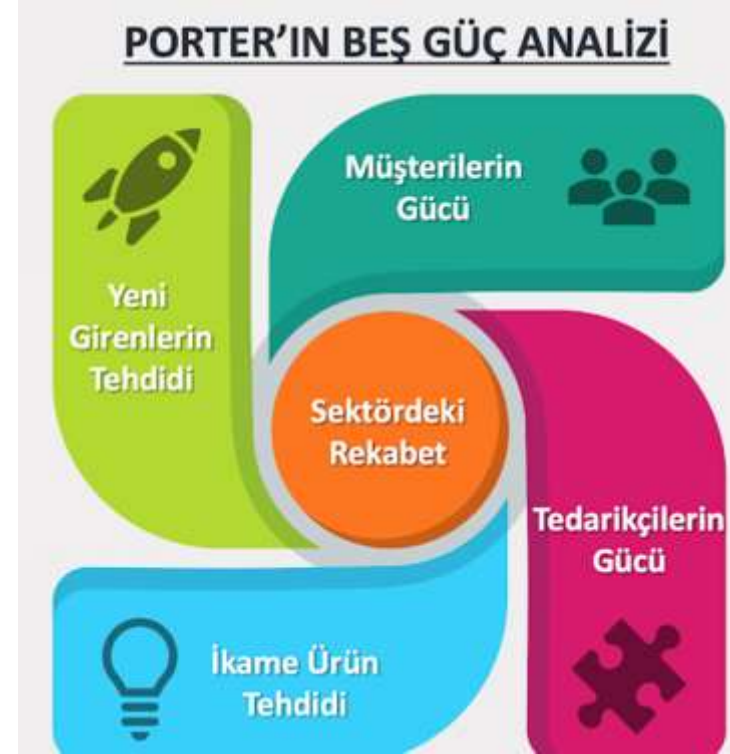 PORTER’IN BEŞ GÜÇ ANALİZİ
Müşterilerin
Gücü
Yeni
Girenlerin
Tehdidi
Sektördeki
Rekabet
Tedarikçilerin
Gücü
İkame Ürün
Tehdidi